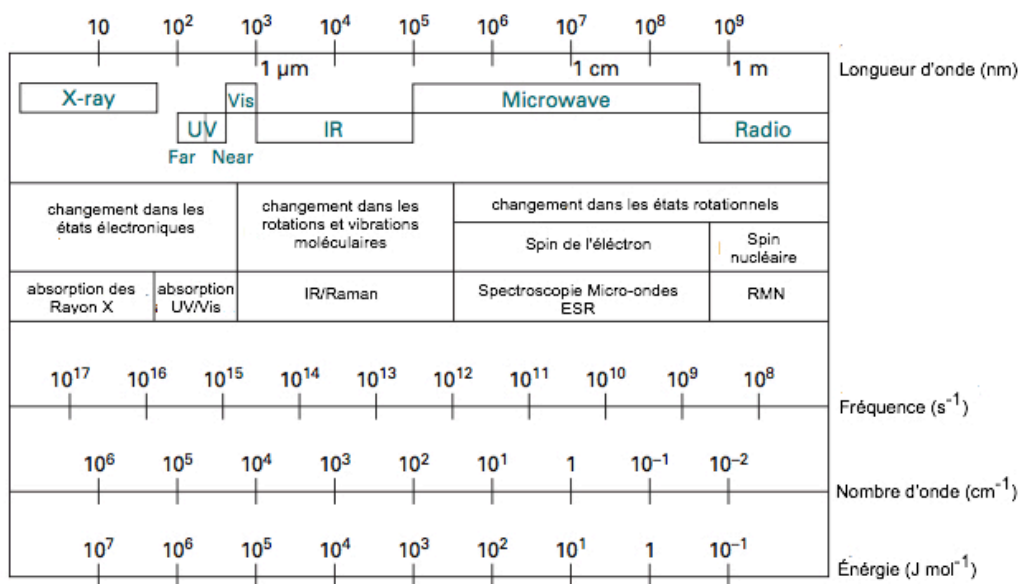 10 10² 10³ 10⁴ 10⁵ 10⁶ 10⁷ 10⁸ 10⁹
1 µm 1 cm 1 m Longueur d'onde (nm)
X-ray Vis Microwave
UV IR Radio
Far Near
changement dans les
états électroniques
changement dans les
rotations et vibrations
moléculaires
changement dans les états rotationnels
Spin de l'éléctron
Spin
nucléaire
absorption des
Rayon X
absorption
UV/Vis
IR/Raman
Spectroscopie Micro-ondes
ESR
RMN
10¹⁷ 10¹⁶ 10¹⁵ 10¹⁴ 10¹³ 10¹² 10¹¹ 10¹⁰ 10⁹ 10⁸
Fréquence (s⁻¹)
10⁶ 10⁵ 10⁴ 10³ 10² 10¹ 1 10⁻¹ 10⁻²
Nombre d'onde (cm⁻¹)
10⁷ 10⁶ 10⁵ 10⁴ 10³ 10² 10¹ 1 10⁻¹
Énérgie (J mol⁻¹)